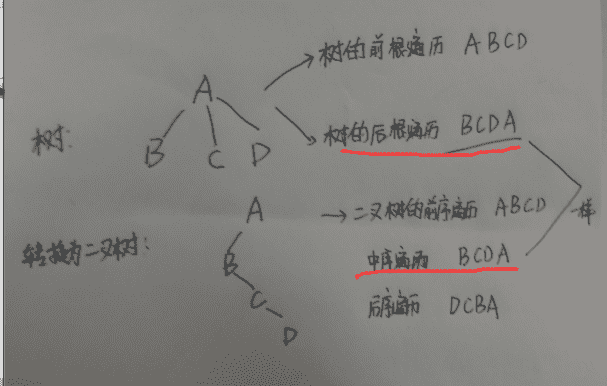 树的前根遍历 ABCD
A
树: B C D
树的后根遍历 BCDA
A
二叉树的前序遍历 ABCD
一样
转换为二叉树:
B
中序遍历 BCDA
C
后序遍历 DCBA
D